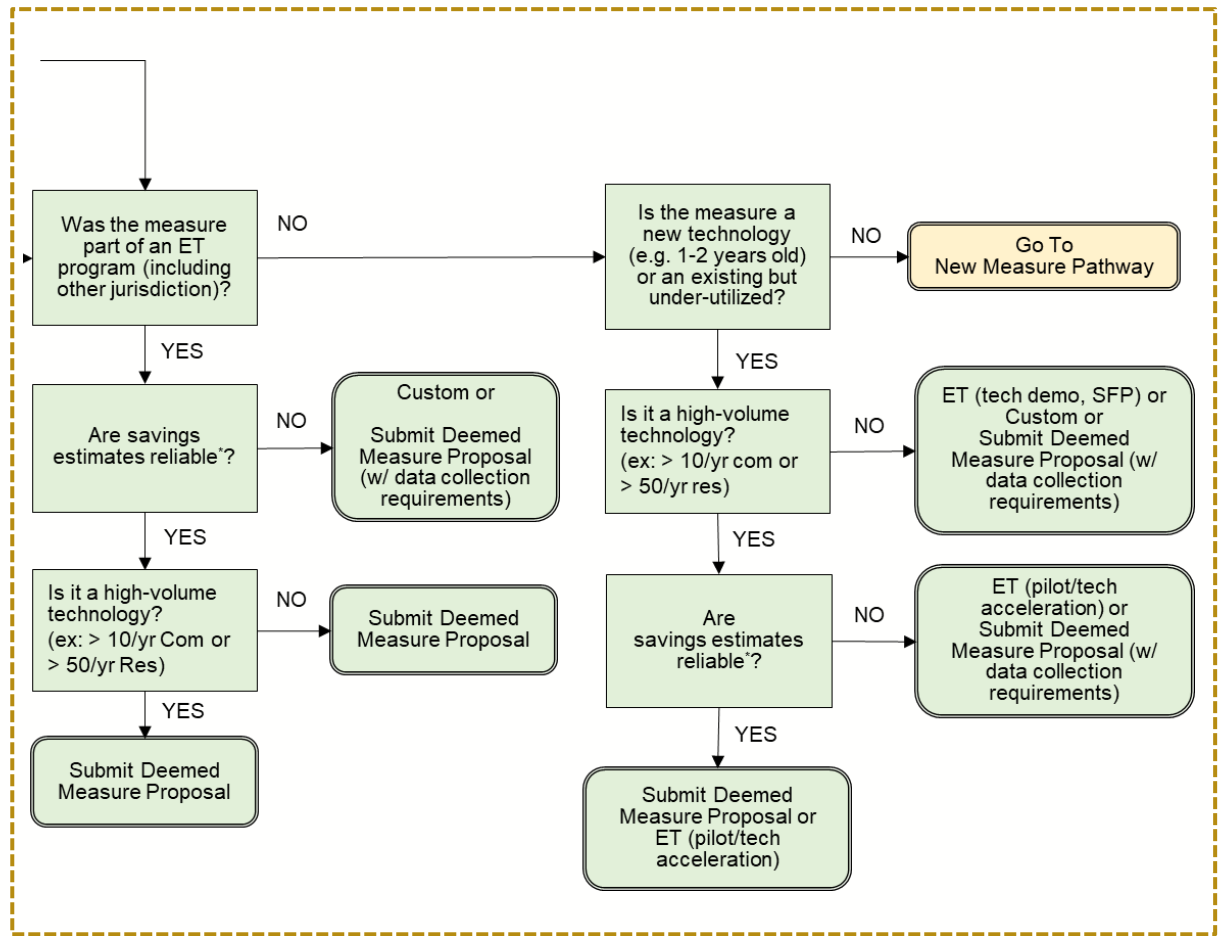 Was the measure
part of an ET
program (including
other jurisdiction)?
NO
Is the measure a
new technology
(e.g. 1-2 years old)
or an existing but
under-utilized?
NO
Go To
New Measure Pathway
YES
YES
Are savings
estimates reliable*?
NO
Custom or
Submit Deemed
Measure Proposal
(w/ data collection
requirements)
Is it a high-volume
technology?
(ex: > 10/yr com or
> 50/yr res)
NO
ET (tech demo, SFP) or
Custom or
Submit Deemed
Measure Proposal (w/
data collection
requirements)
YES
YES
Is it a high-volume
technology?
(ex: > 10/yr Com or
> 50/yr Res)
NO
Submit Deemed
Measure Proposal
Are
savings estimates
reliable*?
NO
ET (pilot/tech
acceleration) or
Submit Deemed
Measure Proposal (w/
data collection
requirements)
YES
YES
Submit Deemed
Measure Proposal
Submit Deemed
Measure Proposal or
ET (pilot/tech
acceleration)